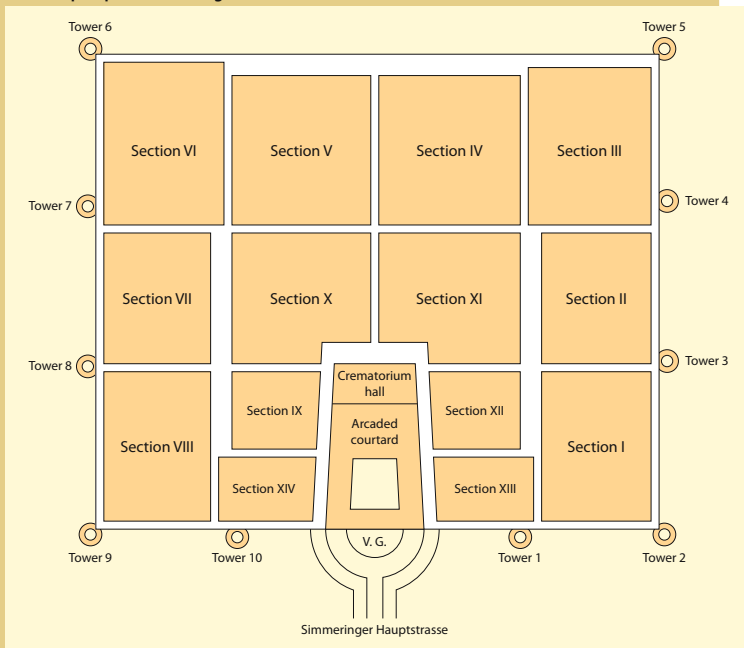 Tower 6
Tower 5
Section VI
Section V
Section IV
Section III
Tower 7
Tower 4
Section VII
Section X
Section XI
Section II
Tower 8
Tower 3
Crematorium
hall
Section IX
Section XII
Arcaded
courtard
Section VIII
Section I
Section XIV
Section XIII
V. G.
Tower 9
Tower 10
Tower 1
Tower 2
Simmeringer Hauptstrasse